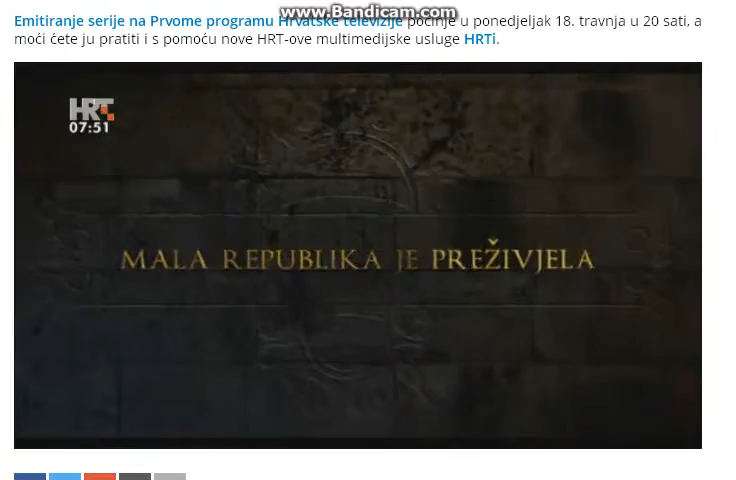 www.Bandicam.com
Emitiranje serije na Prvome programu Hrvatske televizije počinje u ponedjeljak 18. travnja u 20 sati, a
moći ćete ju pratiti i s pomoću nove HRT-ove multimedijske usluge HRTi.
HRT
07:51
MALA REPUBLIKA JE PREŽIVJELA